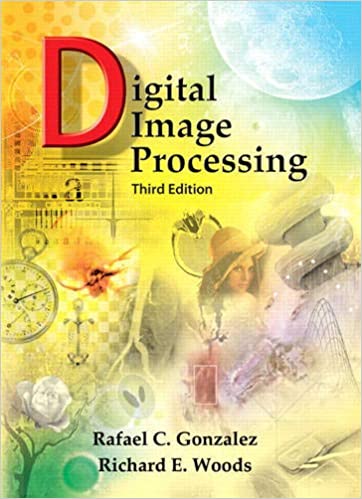 Digital
Image
Processing
Third Edition
a
Rafael C. Gonzalez
Richard E. Woods